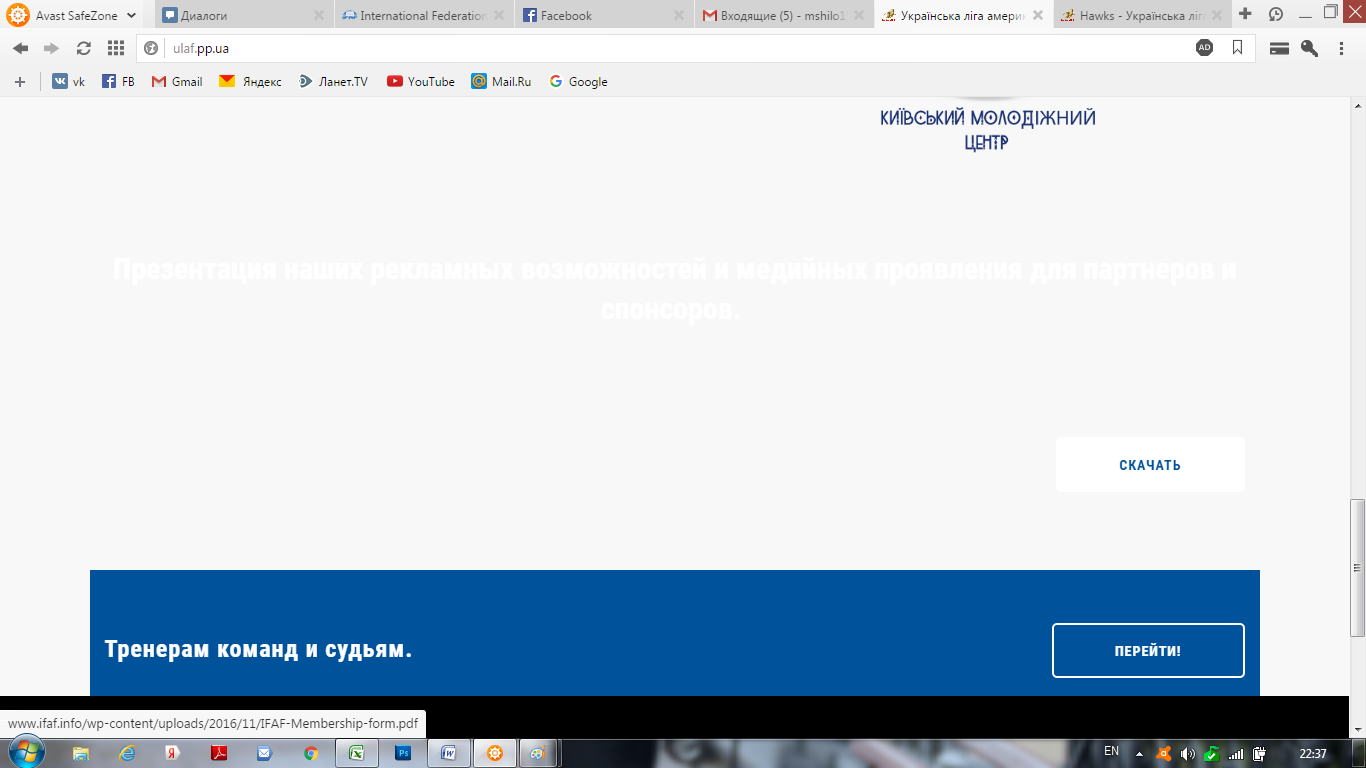 Avast SafeZone
Диалоги
International Federation
Facebook
Входящие (5) - mshilo1
Українська ліга амери
Hawks - Українська ліга
ulaf.pp.ua
AD
vk
FB
Gmail
Яндекс
Ланет.TV
YouTube
Mail.Ru
Google
КИЇВСЬКИЙ МОЛОДІЖНИЙ
ЦЕНТР
Презентация наших рекламных возможностей и медийных проявления для партнеров и
спонсоров.
СКАЧАТЬ
Тренерам команд и судьям.
ПЕРЕЙТИ!
www.ifaf.info/wp-content/uploads/2016/11/IFAF-Membership-form.pdf
EN
22:37